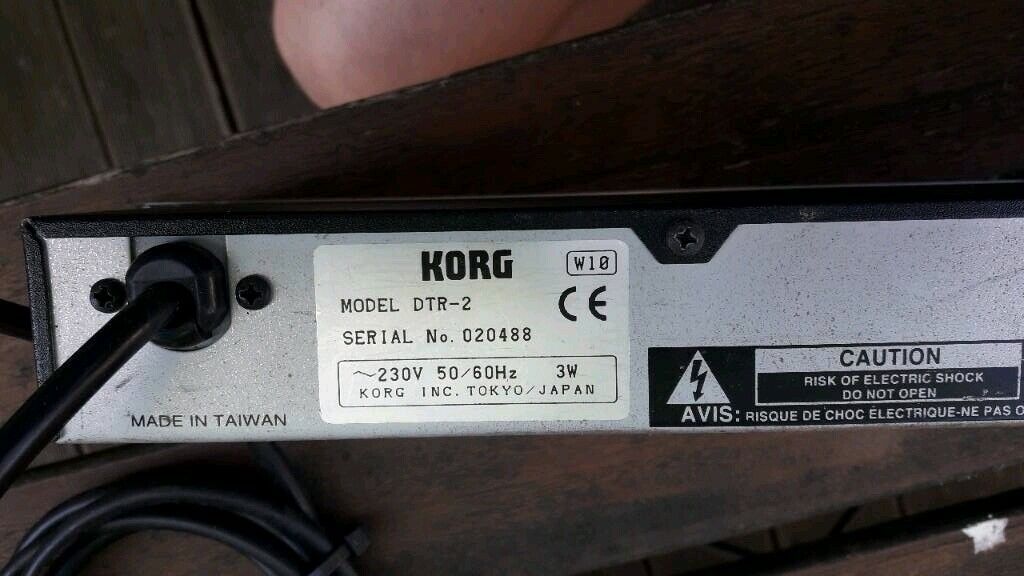 KORG
W10
MODEL DTR-2
CE
SERIAL No. 020488
~230V 50/60Hz 3W
KORG INC. TOKYO/JAPAN
MADE IN TAIWAN
CAUTION
RISK OF ELECTRIC SHOCK
DO NOT OPEN
AVIS: RISQUE DE CHOC ÉLECTRIQUE-NE PAS